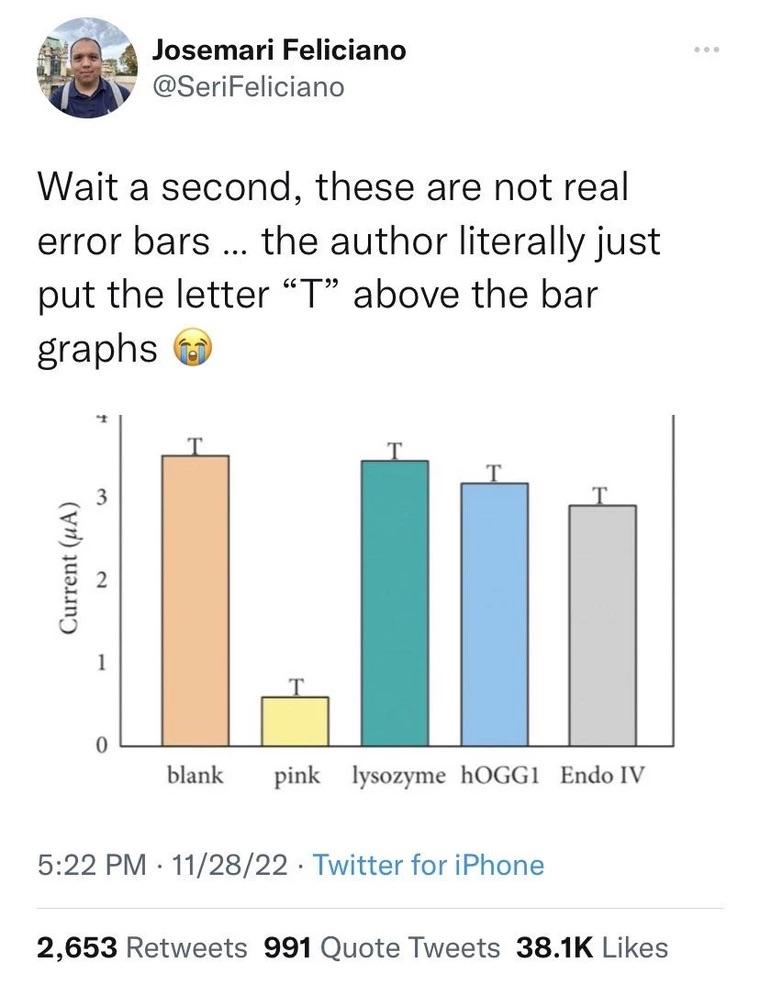 Josemari Feliciano
@SeriFeliciano
Wait a second, these are not real
error bars ... the author literally just
put the letter “T” above the bar
graphs 😭
4
T
T
T
T
T
3
2
1
0
Current (μA)
blank pink lysozyme hOGG1 Endo IV
5:22 PM · 11/28/22 · Twitter for iPhone
2,653 Retweets 991 Quote Tweets 38.1K Likes